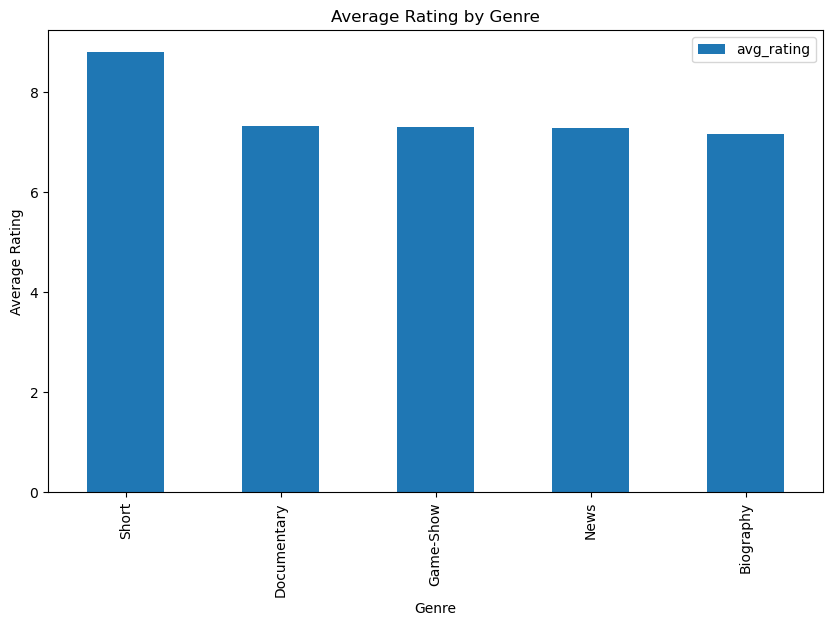 Average Rating by Genre
avg_rating
Average Rating
8
6
4
2
0
Short
Documentary
Game-Show
News
Biography
Genre